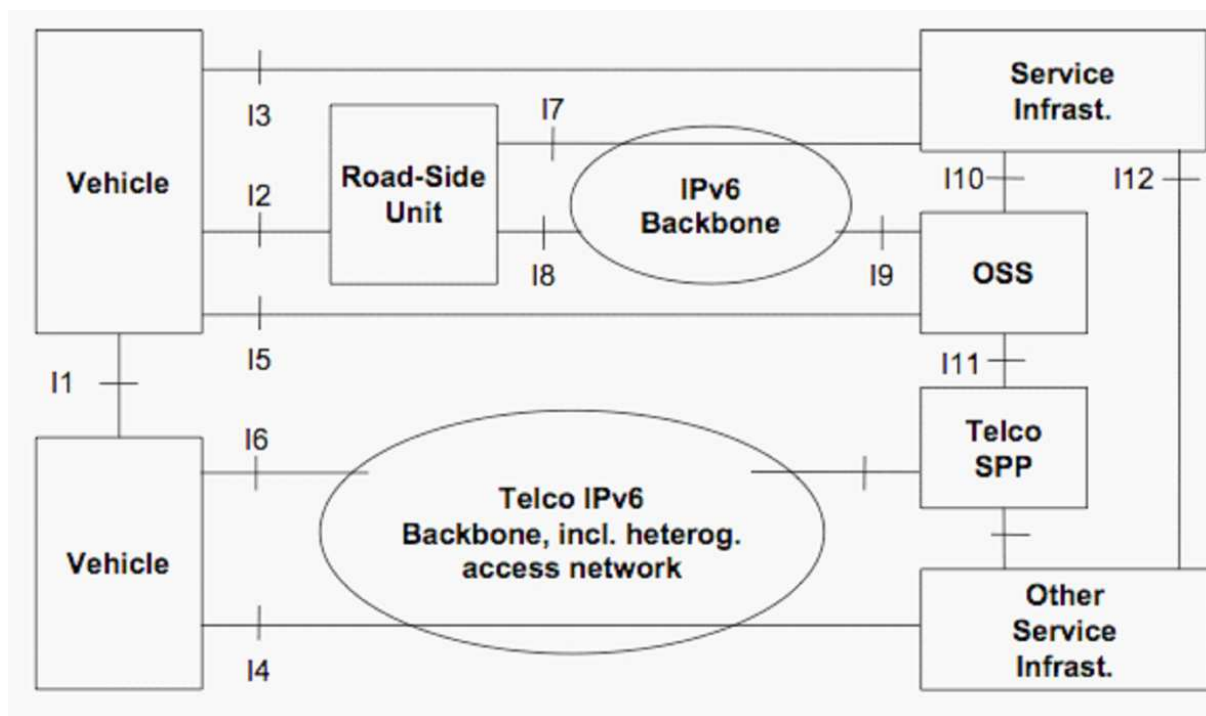 Service
Infrast.
I3
I7
Vehicle
Road-Side
Unit
I2
IPv6
Backbone
I10
I12
I8
I9
OSS
I5
I1
I11
I6
Telco
SPP
Telco IPv6
Backbone, incl. heterog.
access network
Vehicle
Other
Service
Infrast.
I4